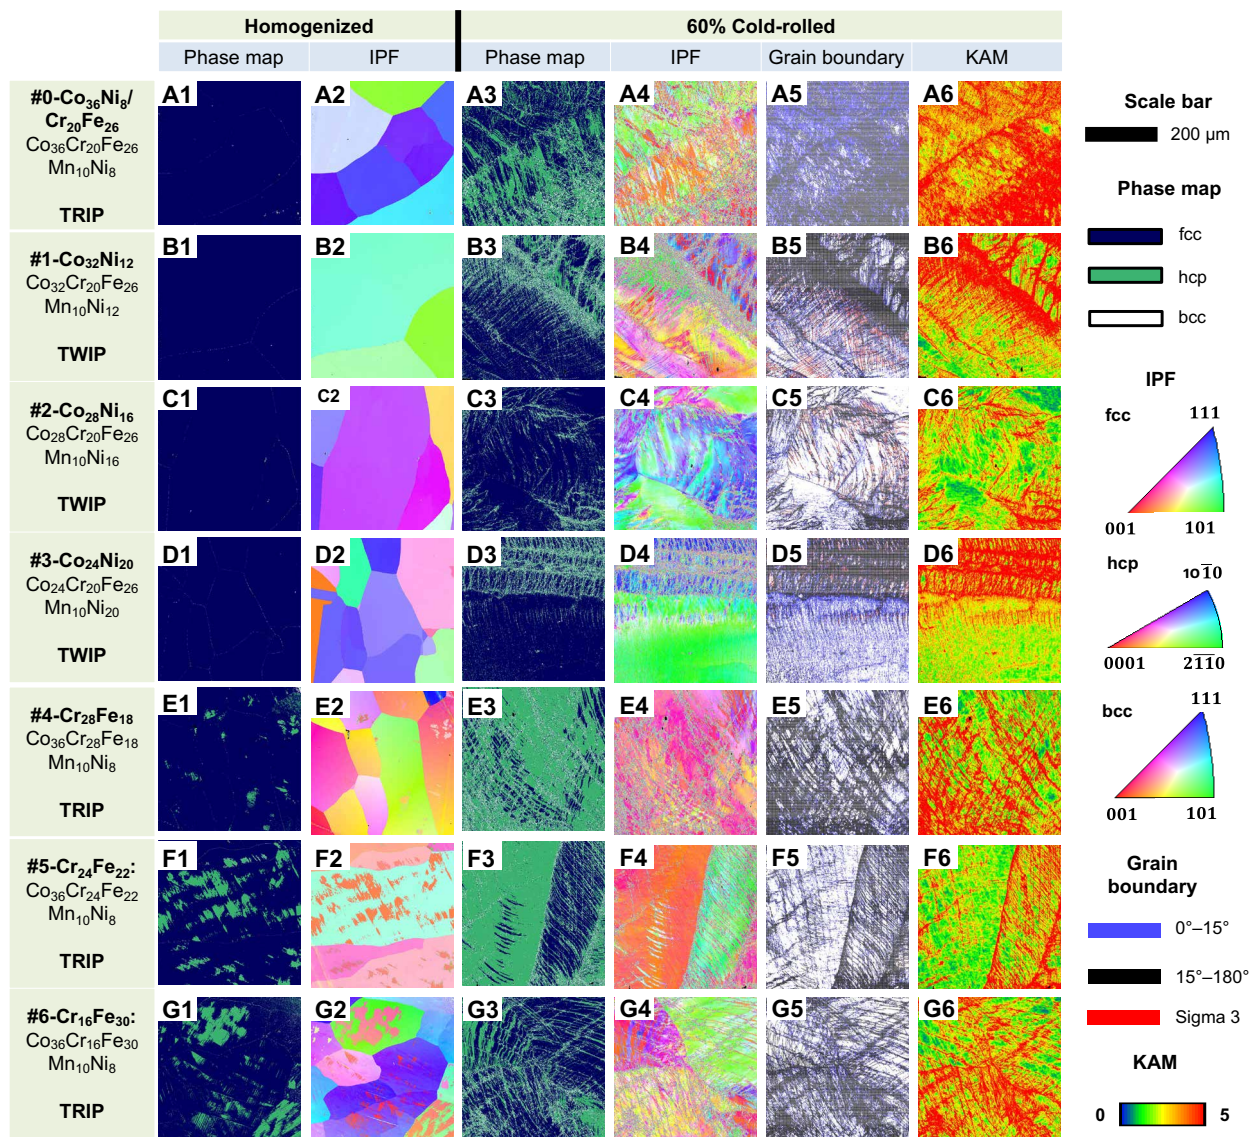 Homogenized 60% Cold-rolled
Phase map IPF Phase map IPF Grain boundary KAM
#0-Co36Ni8/
Cr20Fe26
Co36Cr20Fe26
Mn10Ni8
TRIP
A1 A2 A3 A4 A5 A6
#1-Co32Ni12
Co32Cr20Fe26
Mn10Ni12
TWIP
B1 B2 B3 B4 B5 B6
#2-Co28Ni16
Co28Cr20Fe26
Mn10Ni16
TWIP
C1 C2 C3 C4 C5 C6
#3-Co24Ni20
Co24Cr20Fe26
Mn10Ni20
TWIP
D1 D2 D3 D4 D5 D6
#4-Cr28Fe18
Co36Cr28Fe18
Mn10Ni8
TRIP
E1 E2 E3 E4 E5 E6
#5-Cr24Fe22:
Co36Cr24Fe22
Mn10Ni8
TRIP
F1 F2 F3 F4 F5 F6
#6-Cr16Fe30:
Co36Cr16Fe30
Mn10Ni8
TRIP
G1 G2 G3 G4 G5 G6
Scale bar
200 µm
Phase map
fcc
hcp
bcc
IPF
fcc 111
001 101
hcp 101̅0
0001 21̅1̅0
bcc 111
001 101
Grain
boundary
0°–15°
15°–180°
Sigma 3
KAM
0 5